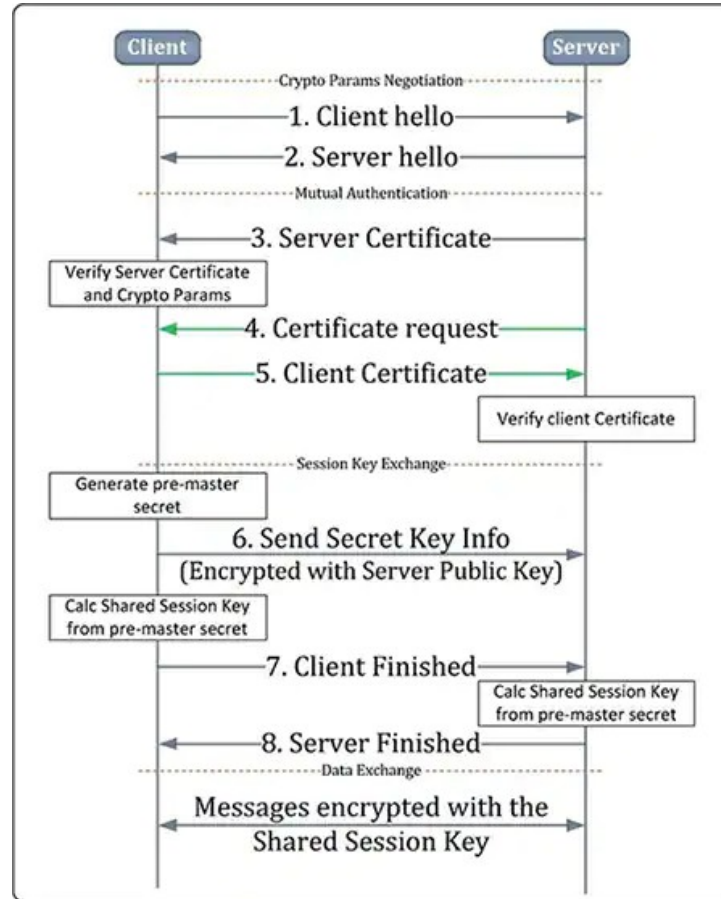 Client
Server
Crypto Params Negotiation
1. Client hello
2. Server hello
Mutual Authentication
3. Server Certificate
Verify Server Certificate
and Crypto Params
4. Certificate request
5. Client Certificate
Verify client Certificate
Session Key Exchange
Generate pre-master
secret
6. Send Secret Key Info
(Encrypted with Server Public Key)
Calc Shared Session Key
from pre-master secret
7. Client Finished
Calc Shared Session Key
from pre-master secret
8. Server Finished
Data Exchange
Messages encrypted with the
Shared Session Key